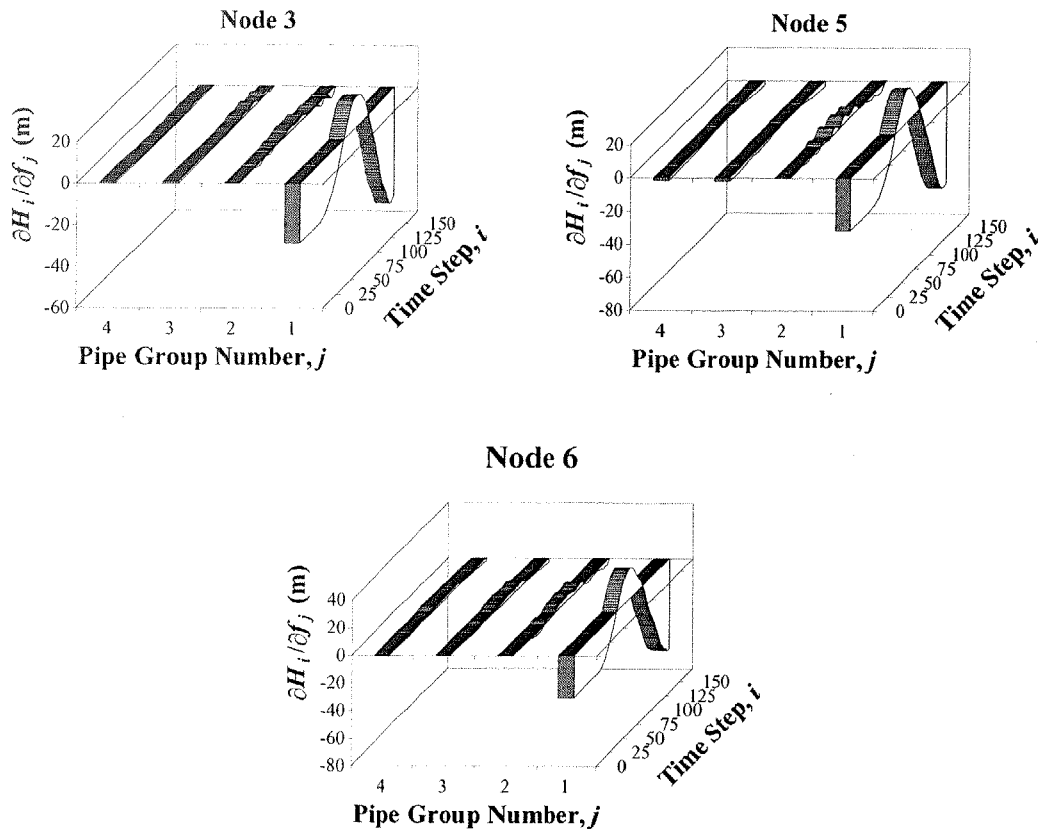 Node 3
∂H_i/∂f_j (m)
20
0
-20
-40
-60
4 3 2 1
Pipe Group Number, j
0 25 50 75 100 125 150
Time Step, i
Node 5
∂H_i/∂f_j (m)
20
0
-20
-40
-60
-80
4 3 2 1
Pipe Group Number, j
0 25 50 75 100 125 150
Time Step, i
Node 6
∂H_i/∂f_j (m)
40
20
0
-20
-40
-60
-80
4 3 2 1
Pipe Group Number, j
0 25 50 75 100 125 150
Time Step, i